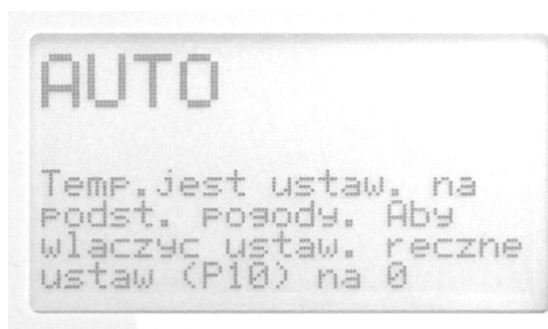 AUTO
Temp.jest ustaw. na
podst. pogody. Aby
wlaczyc ustaw. reczne
ustaw (P10) na 0